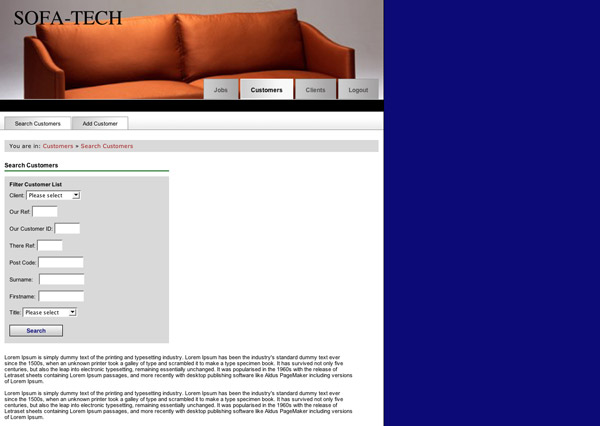 SOFA-TECH
Jobs Customers Clients Logout
Search Customers Add Customer
You are in: Customers » Search Customers
Search Customers
Filter Customer List
Client: Please select
Our Ref:
Our Customer ID:
There Ref:
Post Code:
Surname:
Firstname:
Title: Please select
Search
Lorem Ipsum is simply dummy text of the printing and typesetting industry. Lorem Ipsum has been the industry's standard dummy text ever
since the 1500s, when an unknown printer took a galley of type and scrambled it to make a type specimen book. It has survived not only five
centuries, but also the leap into electronic typesetting, remaining essentially unchanged. It was popularised in the 1960s with the release of
Letraset sheets containing Lorem Ipsum passages, and more recently with desktop publishing software like Aldus PageMaker including versions
of Lorem Ipsum.
Lorem Ipsum is simply dummy text of the printing and typesetting industry. Lorem Ipsum has been the industry's standard dummy text ever
since the 1500s, when an unknown printer took a galley of type and scrambled it to make a type specimen book. It has survived not only five
centuries, but also the leap into electronic typesetting, remaining essentially unchanged. It was popularised in the 1960s with the release of
Letraset sheets containing Lorem Ipsum passages, and more recently with desktop publishing software like Aldus PageMaker including versions
of Lorem Ipsum.